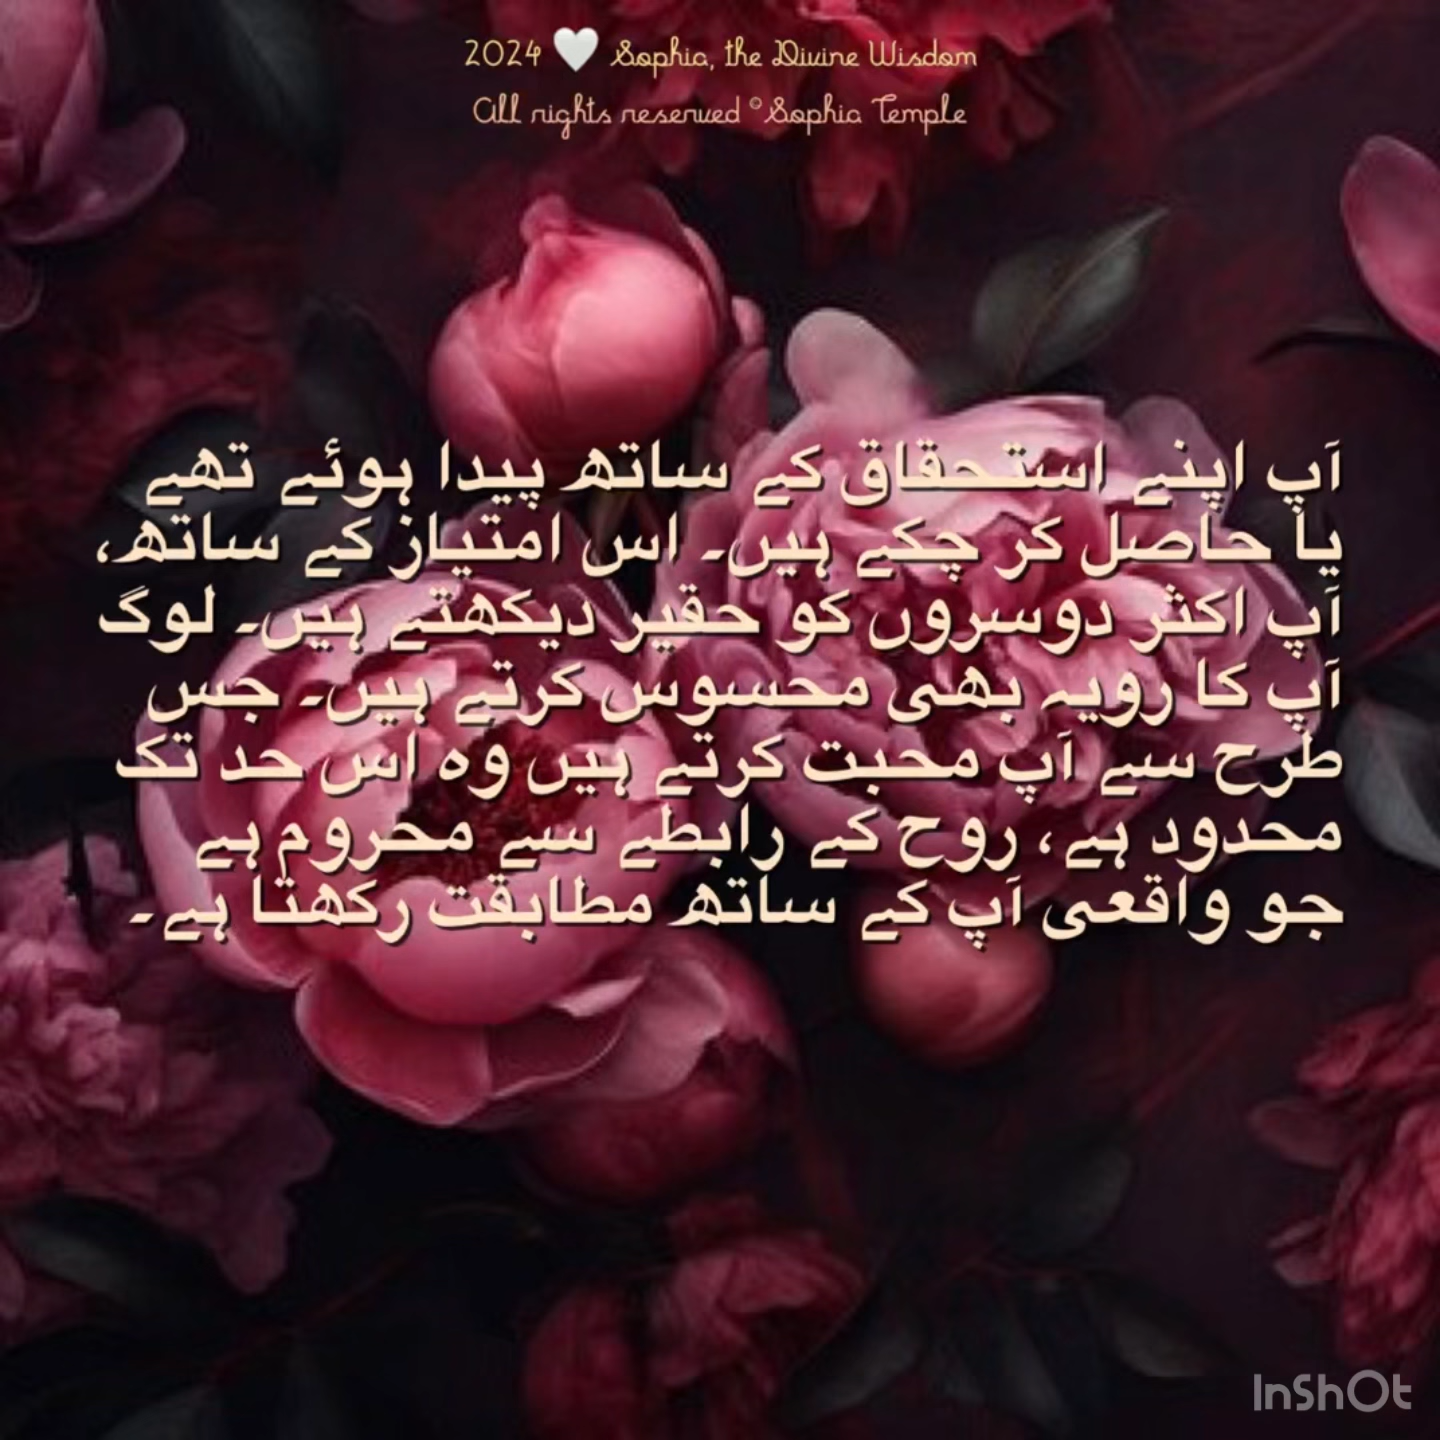 2024 🤍 Sophia, the Divine Wisdom
All rights reserved © Sophia Temple
آپ اپنے استحقاق کے ساتھ پیدا ہوئے تھے
یا حاصل کر چکے ہیں۔ اس امتیاز کے ساتھ،
آپ اکثر دوسروں کو حقیر دیکھتے ہیں۔ لوگ
آپ کا رویہ بھی محسوس کرتے ہیں۔ جس
طرح سے آپ محبت کرتے ہیں وہ اس حد تک
محدود ہے، روح کے رابطے سے محروم ہے
جو واقعی آپ کے ساتھ مطابقت رکھتا ہے۔
InShOt